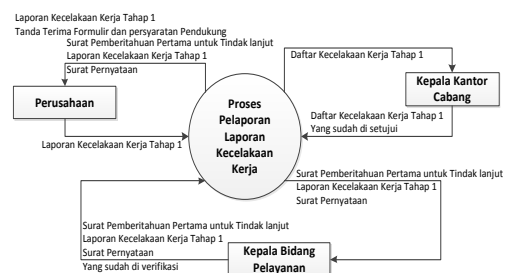 Laporan Kecelakaan Kerja Tahap 1
Tanda Terima Formulir dan persyaratan Pendukung
Surat Pemberitahuan Pertama untuk Tindak lanjut
Laporan Kecelakaan Kerja Tahap 1
Surat Pernyataan
Daftar Kecelakaan Kerja Tahap 1
Perusahaan
Kepala Kantor
Cabang
Proses
Pelaporan
Laporan
Kecelakaan
Kerja
Daftar Kecelakaan Kerja Tahap 1
Yang sudah di setujui
Laporan Kecelakaan Kerja Tahap 1
Surat Pemberitahuan Pertama untuk Tindak lanjut
Laporan Kecelakaan Kerja Tahap 1
Surat Pernyataan
Surat Pemberitahuan Pertama untuk Tindak lanjut
Laporan Kecelakaan Kerja Tahap 1
Surat Pernyataan
Yang sudah di verifikasi
Kepala Bidang
Pelayanan